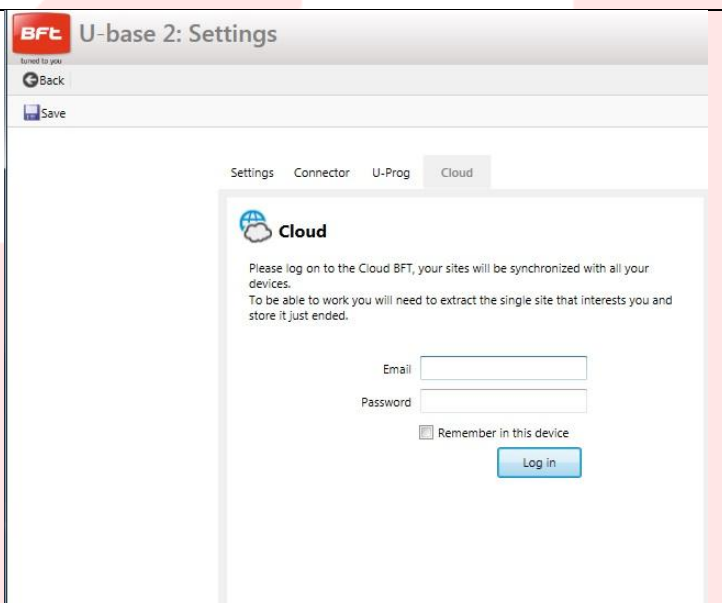 BFt U-base 2: Settings
tuned to you
Back
Save
Settings Connector U-Prog Cloud
Cloud
Please log on to the Cloud BFT, your sites will be synchronized with all your
devices.
To be able to work you will need to extract the single site that interests you and
store it just ended.
Email
Password
Remember in this device
Log in